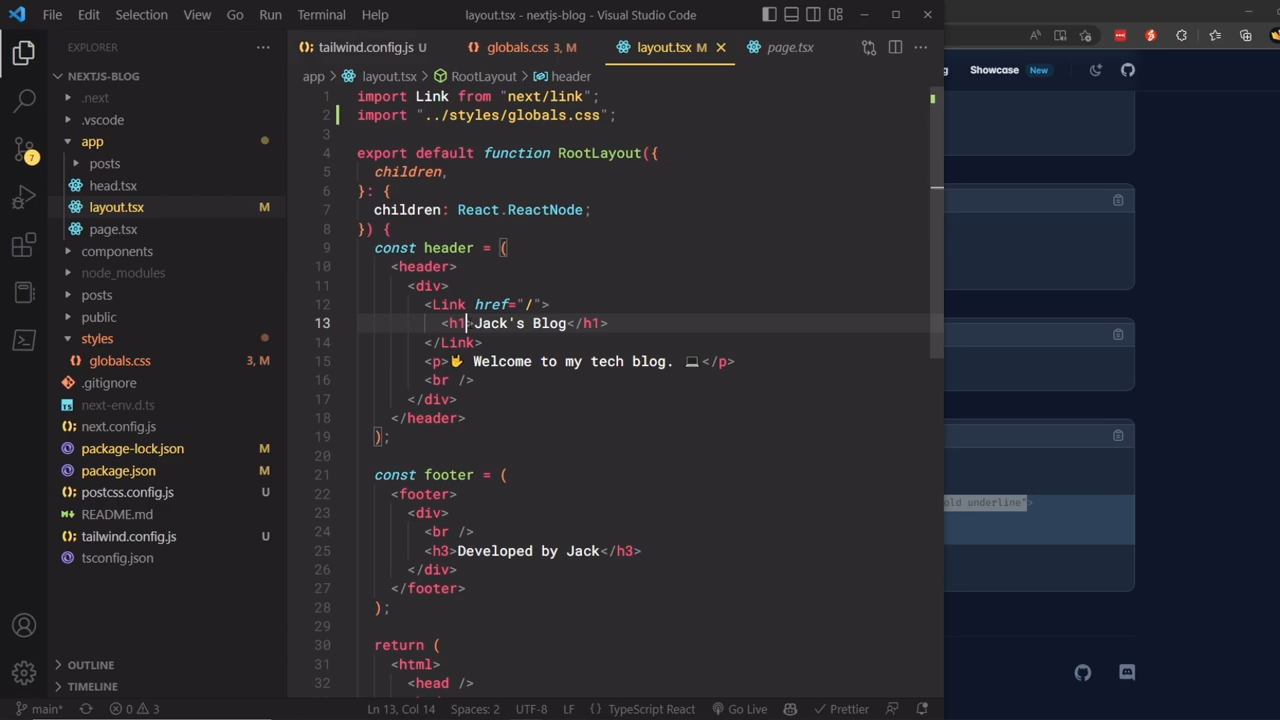 File Edit Selection View Go Run Terminal Help layout.tsx - nextjs-blog - Visual Studio Code
EXPLORER
NEXTJS-BLOG
.next
.vscode
app
posts
head.tsx
layout.tsx M
page.tsx
components
node_modules
posts
public
styles
globals.css 3, M
.gitignore
next-env.d.ts
next.config.js
package-lock.json M
package.json M
postcss.config.js U
README.md
tailwind.config.js U
tsconfig.json
OUTLINE
TIMELINE
7
tailwind.config.js U globals.css 3, M layout.tsx M page.tsx
app layout.tsx RootLayout header
1 import Link from "next/link";
2 import "../styles/globals.css";
3
4 export default function RootLayout({
5 children,
6 }: {
7 children: React.ReactNode;
8 }) {
9 const header = (
10 <header>
11 <div>
12 <Link href="/">
13 <h1>Jack's Blog</h1>
14 </Link>
15 <p>🤟 Welcome to my tech blog. 💻</p>
16 <br />
17 </div>
18 </header>
19 );
20
21 const footer = (
22 <footer>
23 <div>
24 <br />
25 <h3>Developed by Jack</h3>
26 </div>
27 </footer>
28 );
29
30 return (
31 <html>
32 <head />
main* 0 3 Ln 13, Col 14 Spaces: 2 UTF-8 LF TypeScript React Go Live Prettier
g Showcase New
old underline">